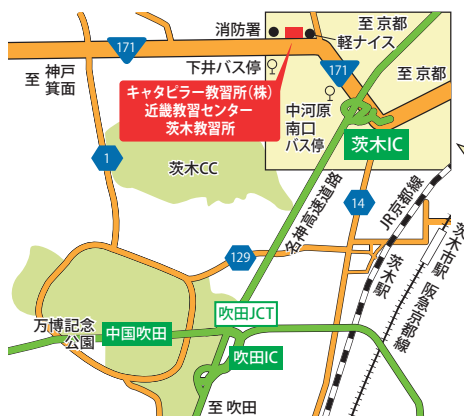 至 京都
消防署
軽ナイス
171
下井バス停
171
至 京都
至 神戸
箕面
キャタピラー教習所(株)
近畿教習センター
茨木教習所
中河原
南口
バス停
茨木IC
1
茨木CC
名神高速道路
14
JR京都線
茨木駅
茨木市駅
阪急京都線
129
吹田JCT
万博記念
公園
中国吹田
吹田IC
至 吹田